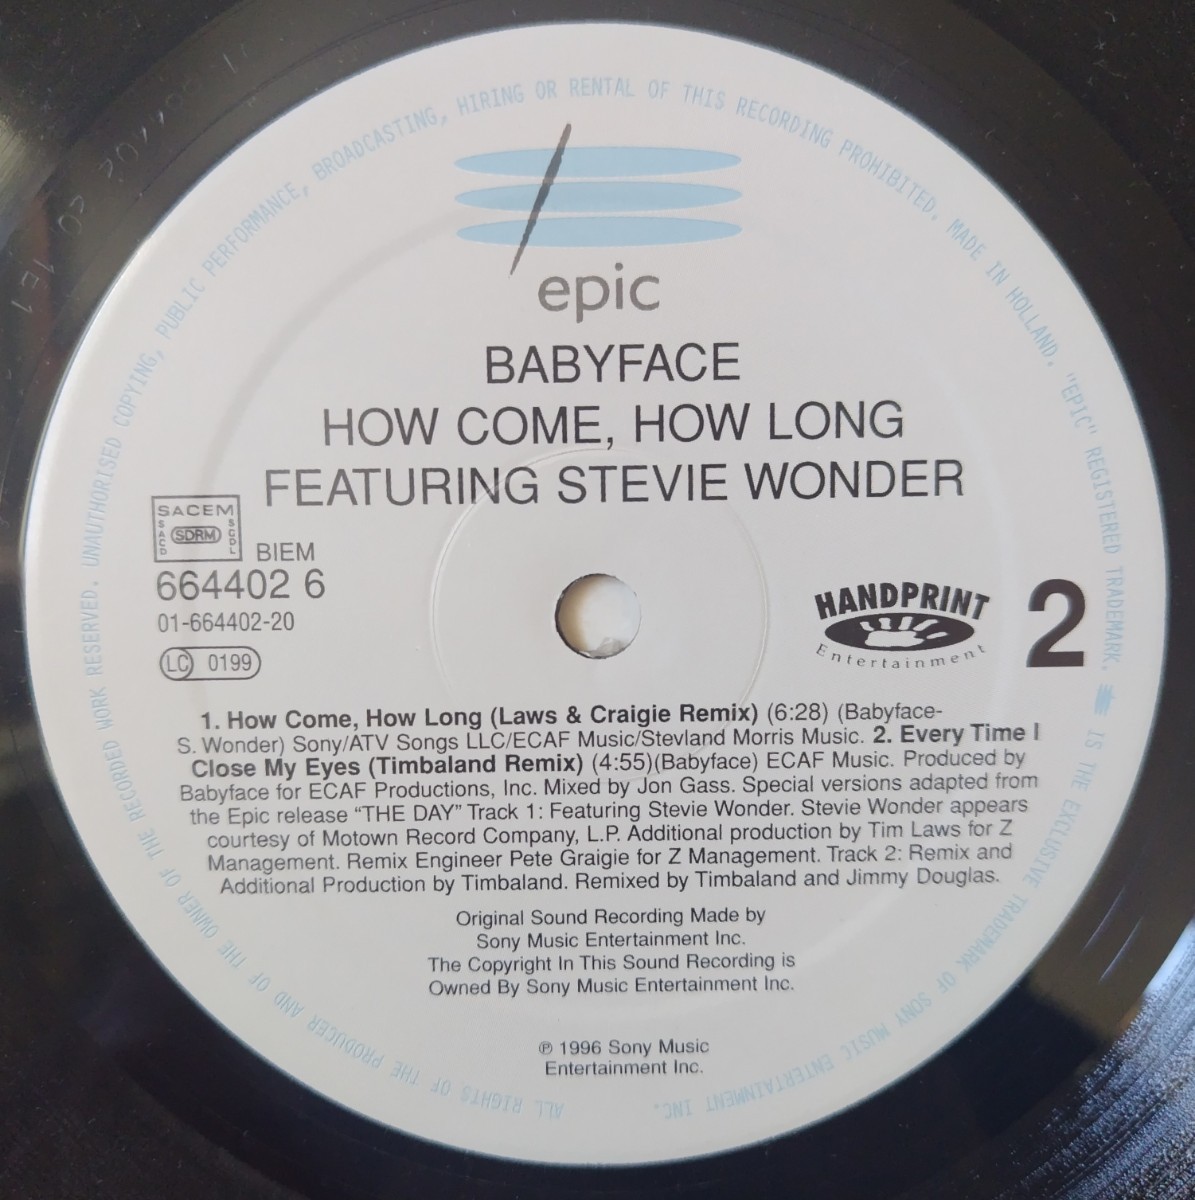 epic
BABYFACE
HOW COME, HOW LONG
FEATURING STEVIE WONDER
SACEM
SACD
SDRM
SGDL
BIEM
664402 6
01-664402-20
LC 0199
HANDPRINT
Entertainment
2
1. How Come, How Long (Laws & Craigie Remix) (6:28) (Babyface-
S. Wonder) Sony/ATV Songs LLC/ECAF Music/Stevland Morris Music. 2. Every Time I
Close My Eyes (Timbaland Remix) (4:55)(Babyface) ECAF Music. Produced by
Babyface for ECAF Productions, Inc. Mixed by Jon Gass. Special versions adapted from
the Epic release “THE DAY” Track 1: Featuring Stevie Wonder. Stevie Wonder appears
courtesy of Motown Record Company, L.P. Additional production by Tim Laws for Z
Management. Remix Engineer Pete Graigie for Z Management. Track 2: Remix and
Additional Production by Timbaland. Remixed by Timbaland and Jimmy Douglas.
Original Sound Recording Made by
Sony Music Entertainment Inc.
The Copyright In This Sound Recording is
Owned By Sony Music Entertainment Inc.
℗ 1996 Sony Music
Entertainment Inc.
ALL RIGHTS OF THE PRODUCER AND OF THE OWNER OF THE RECORDED WORK RESERVED. UNAUTHORISED COPYING, PUBLIC PERFORMANCE, BROADCASTING, HIRING OR RENTAL OF THIS RECORDING PROHIBITED. MADE IN HOLLAND. "EPIC" REGISTERED TRADEMARK. IS THE EXCLUSIVE TRADEMARK OF SONY MUSIC ENTERTAINMENT INC.